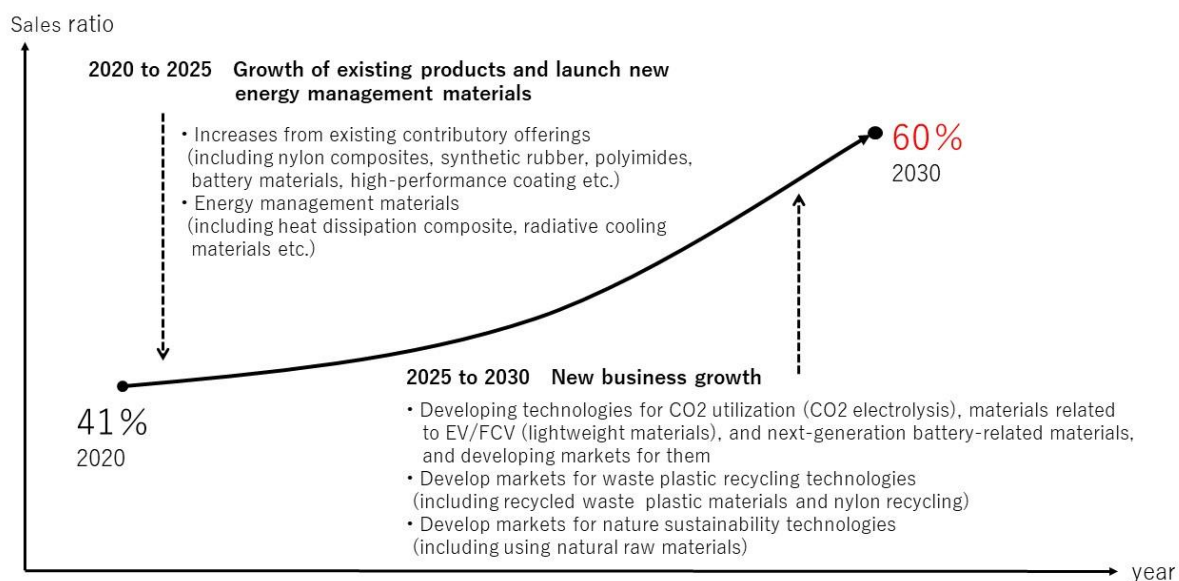 Sales ratio
2020 to 2025 Growth of existing products and launch new
energy management materials
・Increases from existing contributory offerings
(including nylon composites, synthetic rubber, polyimides,
battery materials, high-performance coating etc.)
・Energy management materials
(including heat dissipation composite, radiative cooling
materials etc.)
60%
2030
41%
2020
2025 to 2030 New business growth
・Developing technologies for CO2 utilization (CO2 electrolysis), materials related
to EV/FCV (lightweight materials), and next-generation battery-related materials,
and developing markets for them
・Develop markets for waste plastic recycling technologies
(including recycled waste plastic materials and nylon recycling)
・Develop markets for nature sustainability technologies
(including using natural raw materials)
year